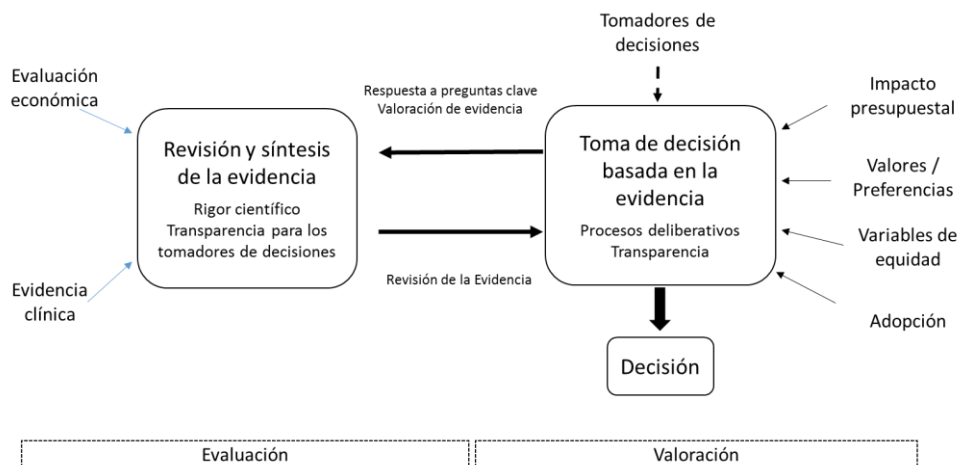 Tomadores de
decisiones
Evaluación
económica
Respuesta a preguntas clave
Valoración de evidencia
Impacto
presupuestal
Revisión y síntesis
de la evidencia
Rigor científico
Transparencia para los
tomadores de decisiones
Toma de decisión
basada en la
evidencia
Procesos deliberativos
Transparencia
Valores /
Preferencias
Variables de
equidad
Revisión de la Evidencia
Evidencia
clínica
Adopción
Decisión
Evaluación
Valoración